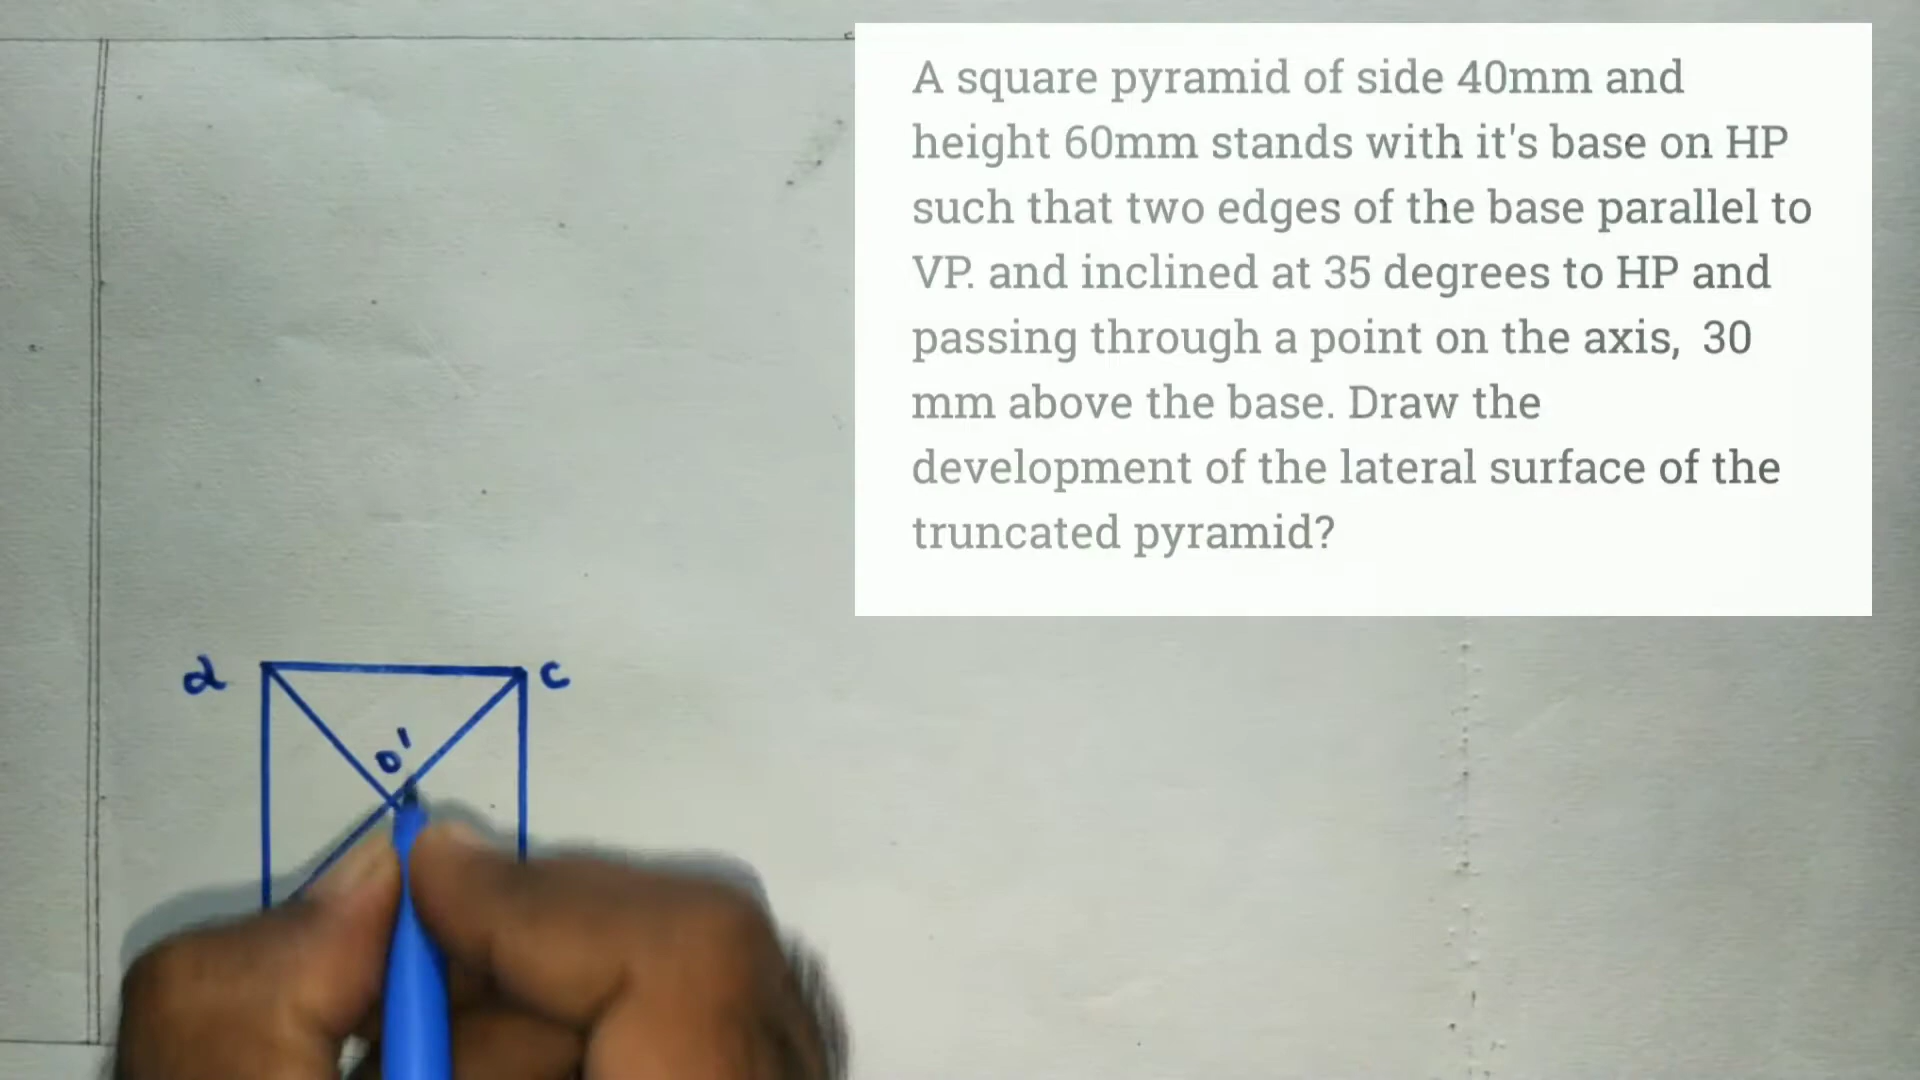 A square pyramid of side 40mm and
height 60mm stands with it's base on HP
such that two edges of the base parallel to
VP. and inclined at 35 degrees to HP and
passing through a point on the axis, 30
mm above the base. Draw the
development of the lateral surface of the
truncated pyramid?
d c
o'